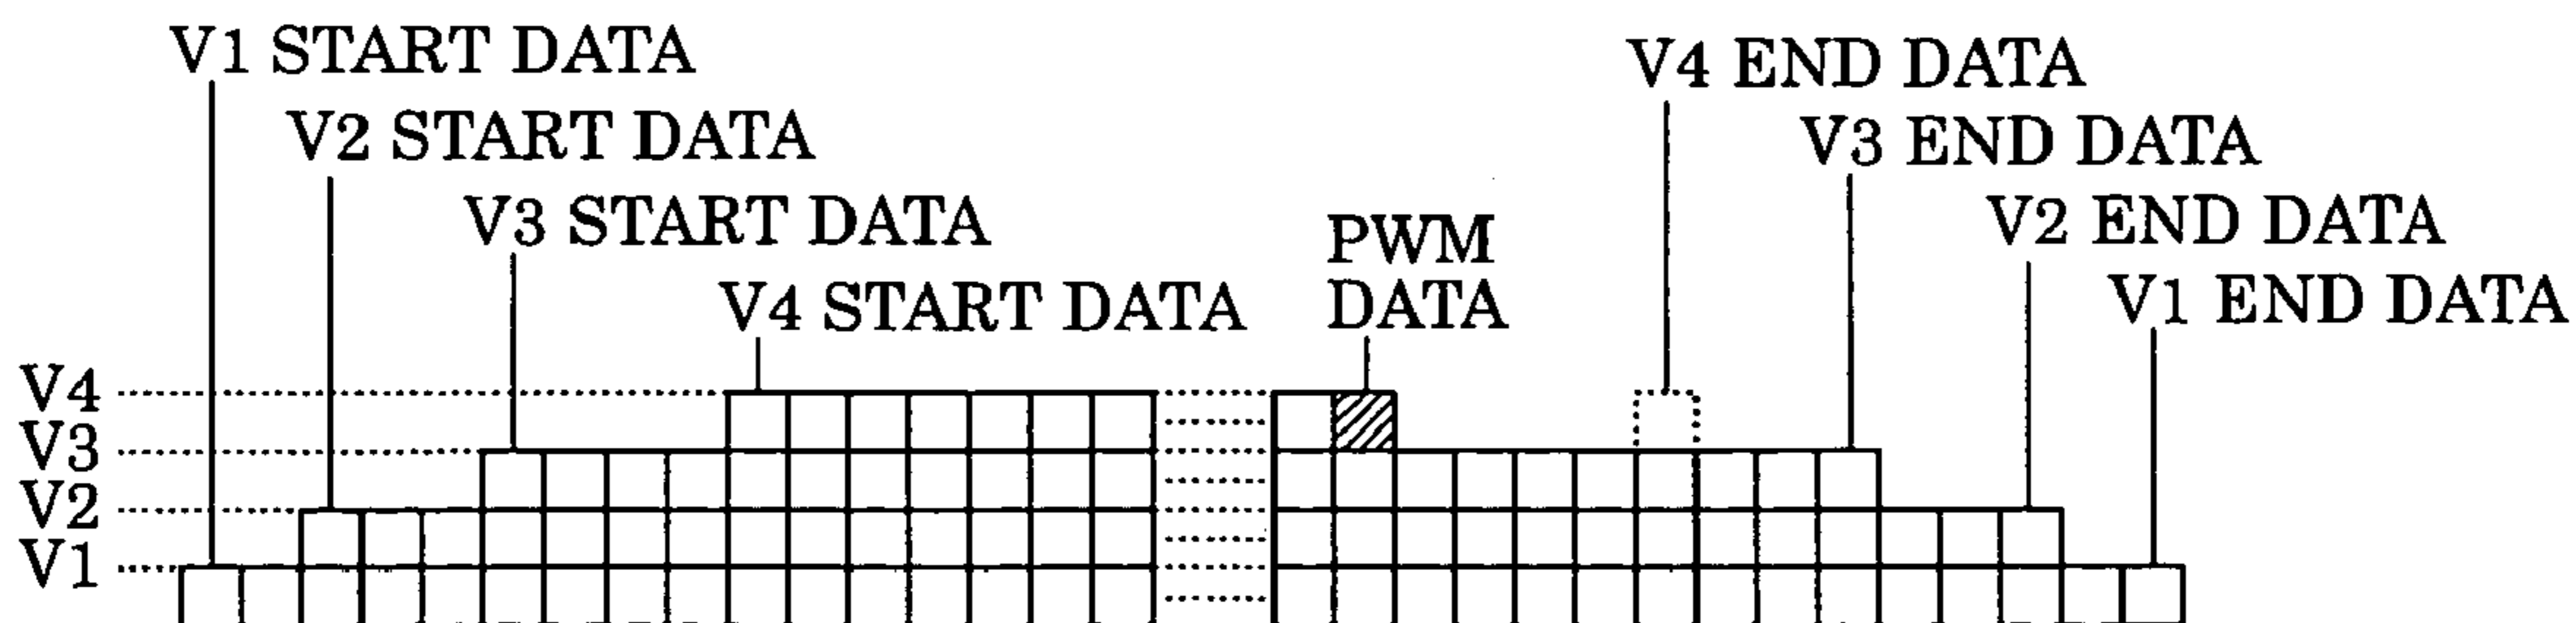 V1 START DATA
V2 START DATA
V3 START DATA
V4 START DATA
PWM
DATA
V4 END DATA
V3 END DATA
V2 END DATA
V1 END DATA
V4
V3
V2
V1